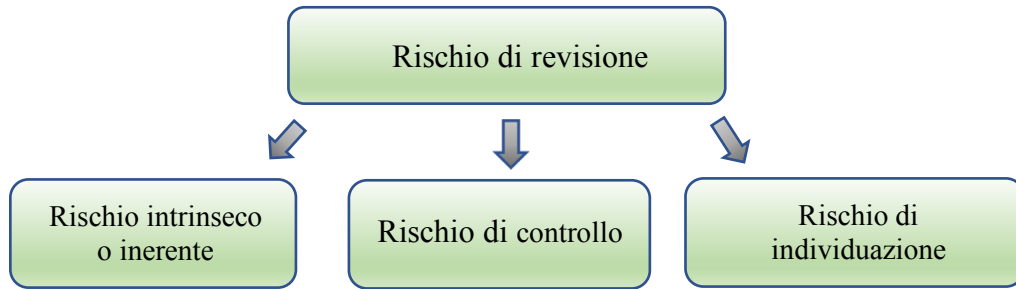 Rischio di revisione
Rischio intrinseco
o inerente
Rischio di controllo
Rischio di
individuazione